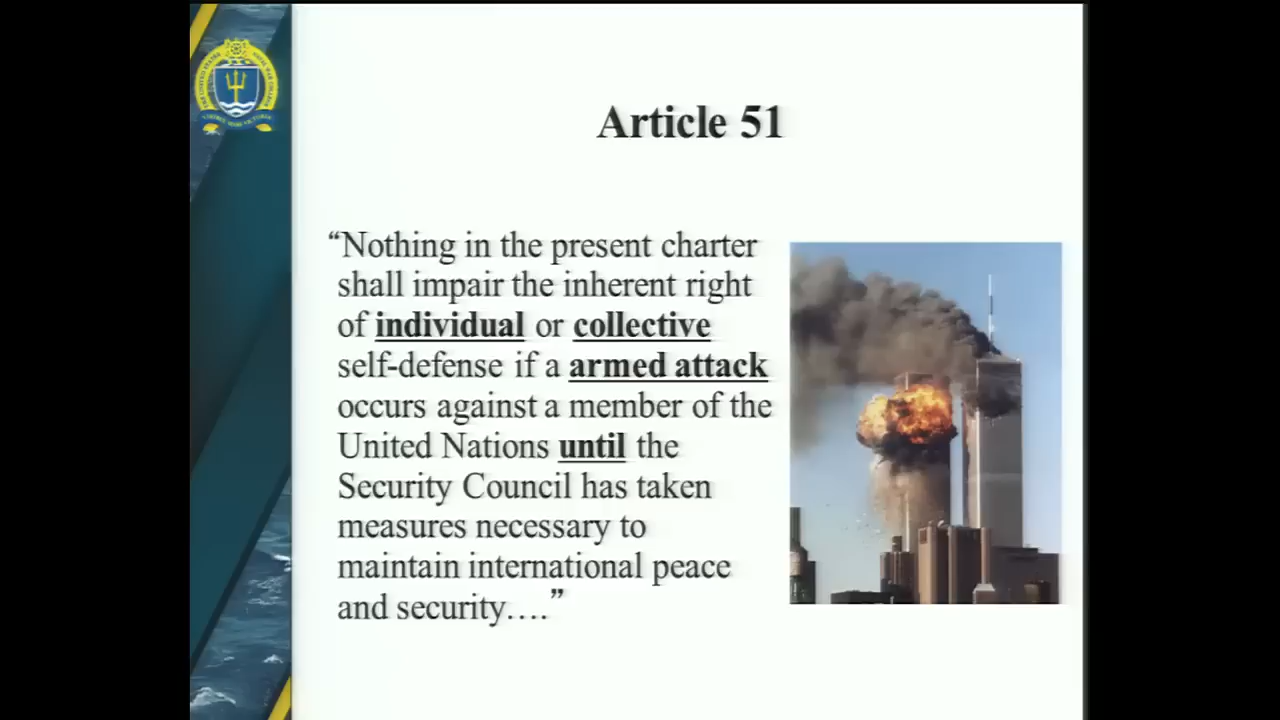 Article 51
“Nothing in the present charter
shall impair the inherent right
of individual or collective
self-defense if a armed attack
occurs against a member of the
United Nations until the
Security Council has taken
measures necessary to
maintain international peace
and security….”